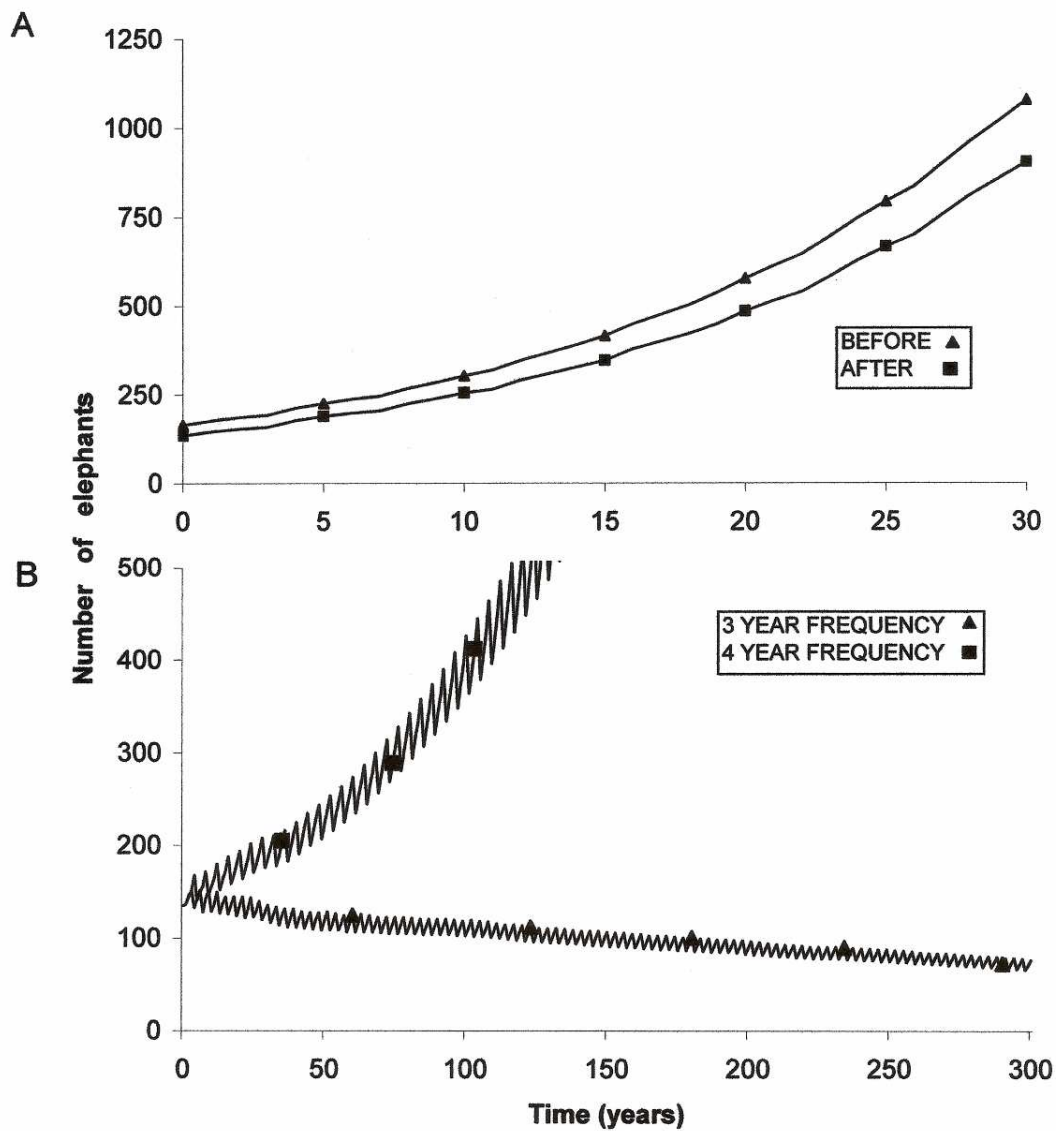 A
1250
1000
750
500
250
0
BEFORE
AFTER
0 5 10 15 20 25 30
Number of elephants
B
500
400
300
200
100
0
3 YEAR FREQUENCY
4 YEAR FREQUENCY
0 50 100 150 200 250 300
Time (years)